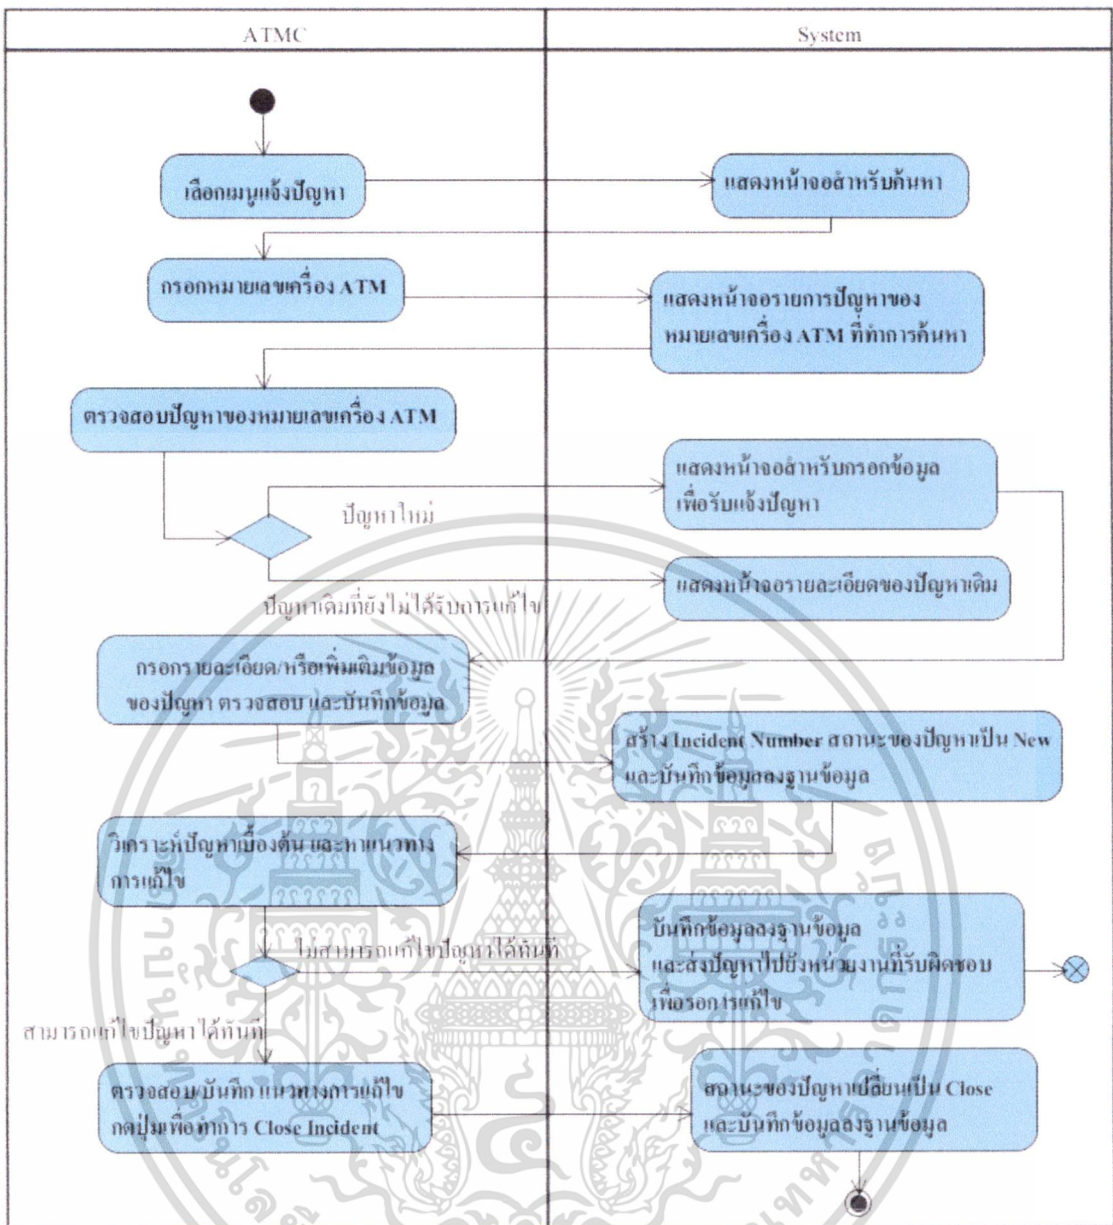 ATMC
System
เลือกเมนูแจ้งปัญหา
แสดงหน้าจอสำหรับค้นหา
กรอกหมายเลขเครื่อง ATM
แสดงหน้าจอรายการปัญหาของ
หมายเลขเครื่อง ATM ที่ทำการค้นหา
ตรวจสอบปัญหาของหมายเลขเครื่อง ATM
แสดงหน้าจอสำหรับกรอกข้อมูล
เพื่อรับแจ้งปัญหา
ปัญหาใหม่
แสดงหน้าจอรายละเอียดของปัญหาเดิม
ปัญหาเดิมที่ยังไม่ได้รับการแก้ไข
กรอกรายละเอียด/หรือเพิ่มเติมข้อมูล
ของปัญหา ตรวจสอบ และบันทึกข้อมูล
สร้าง Incident Number สถานะของปัญหาเป็น New
และบันทึกข้อมูลลงฐานข้อมูล
วิเคราะห์ปัญหาเบื้องต้น และหาแนวทาง
การแก้ไข
ไม่สามารถแก้ไขปัญหาได้ทันที
บันทึกข้อมูลลงฐานข้อมูล
และส่งปัญหาไปยังหน่วยงานที่รับผิดชอบ
เพื่อรอการแก้ไข
สามารถแก้ไขปัญหาได้ทันที
ตรวจสอบ/บันทึก แนวทางการแก้ไข
กดปุ่มเพื่อทำการ Close Incident
สถานะของปัญหาเปลี่ยนเป็น Close
และบันทึกข้อมูลลงฐานข้อมูล